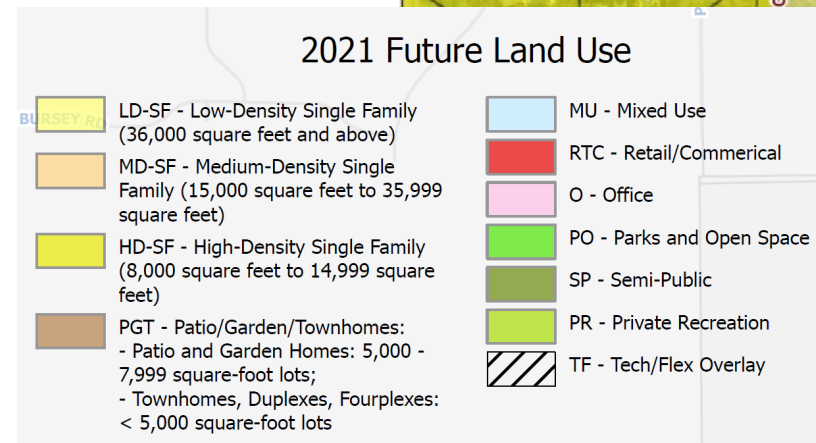 2021 Future Land Use
BURSEY RD
LD-SF - Low-Density Single Family
(36,000 square feet and above)
MD-SF - Medium-Density Single
Family (15,000 square feet to 35,999
square feet)
HD-SF - High-Density Single Family
(8,000 square feet to 14,999 square
feet)
PGT - Patio/Garden/Townhomes:
- Patio and Garden Homes: 5,000 -
7,999 square-foot lots;
- Townhomes, Duplexes, Fourplexes:
< 5,000 square-foot lots
MU - Mixed Use
RTC - Retail/Commerical
O - Office
PO - Parks and Open Space
SP - Semi-Public
PR - Private Recreation
TF - Tech/Flex Overlay